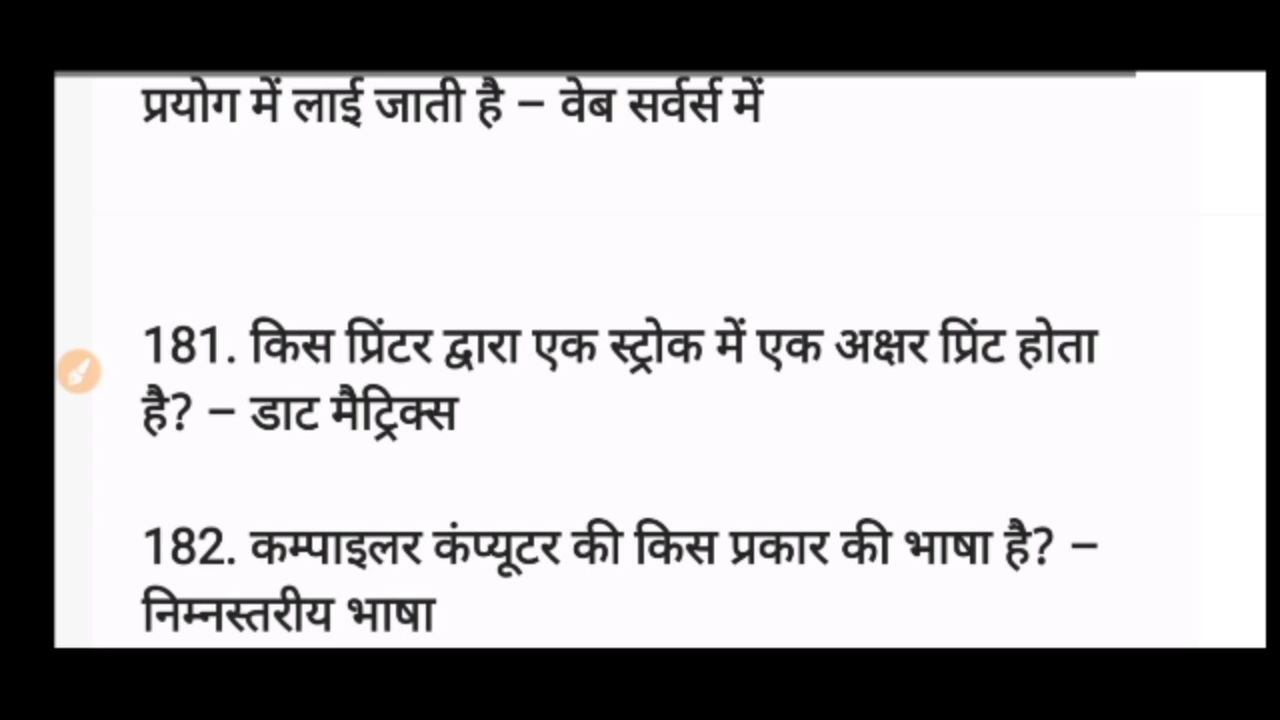 प्रयोग में लाई जाती है – वेब सर्वर्स में
181. किस प्रिंटर द्वारा एक स्ट्रोक में एक अक्षर प्रिंट होता
है? – डाट मैट्रिक्स
182. कम्पाइलर कंप्यूटर की किस प्रकार की भाषा है? –
निम्नस्तरीय भाषा